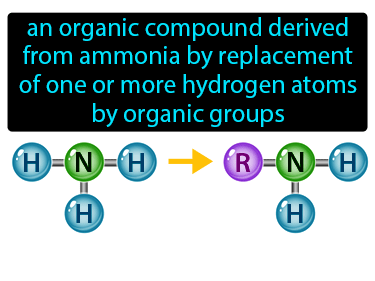 an organic compound derived
from ammonia by replacement
of one or more hydrogen atoms
by organic groups
H N H R N H
H H